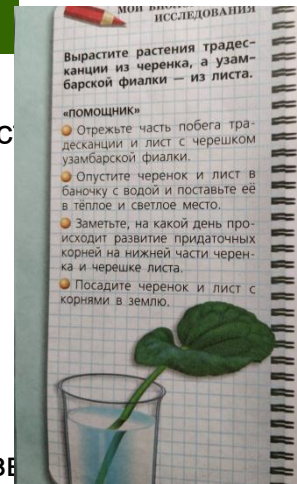 МОИ
ИССЛЕДОВАНИЯ
Вырастите растения традес-
канции из черенка, а узам-
барской фиалки — из листа.
«ПОМОЩНИК»
Отрежьте часть побега тра-
десканции и лист с черешком
узамбарской фиалки.
Опустите черенок и лист в
баночку с водой и поставьте её
в тёплое и светлое место.
Заметьте, на какой день про-
исходит развитие придаточных
корней на нижней части черен-
ка и черешке листа.
Посадите черенок и лист с
корнями в землю.